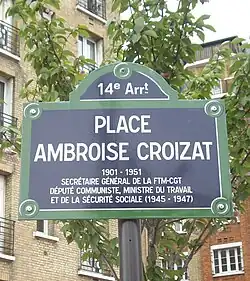 14e Arrt
PLACE
AMBROISE CROIZAT
1901 - 1951
SECRÉTAIRE GÉNÉRAL DE LA FTM-CGT
DÉPUTÉ COMMUNISTE, MINISTRE DU TRAVAIL
ET DE LA SÉCURITÉ SOCIALE (1945 - 1947)